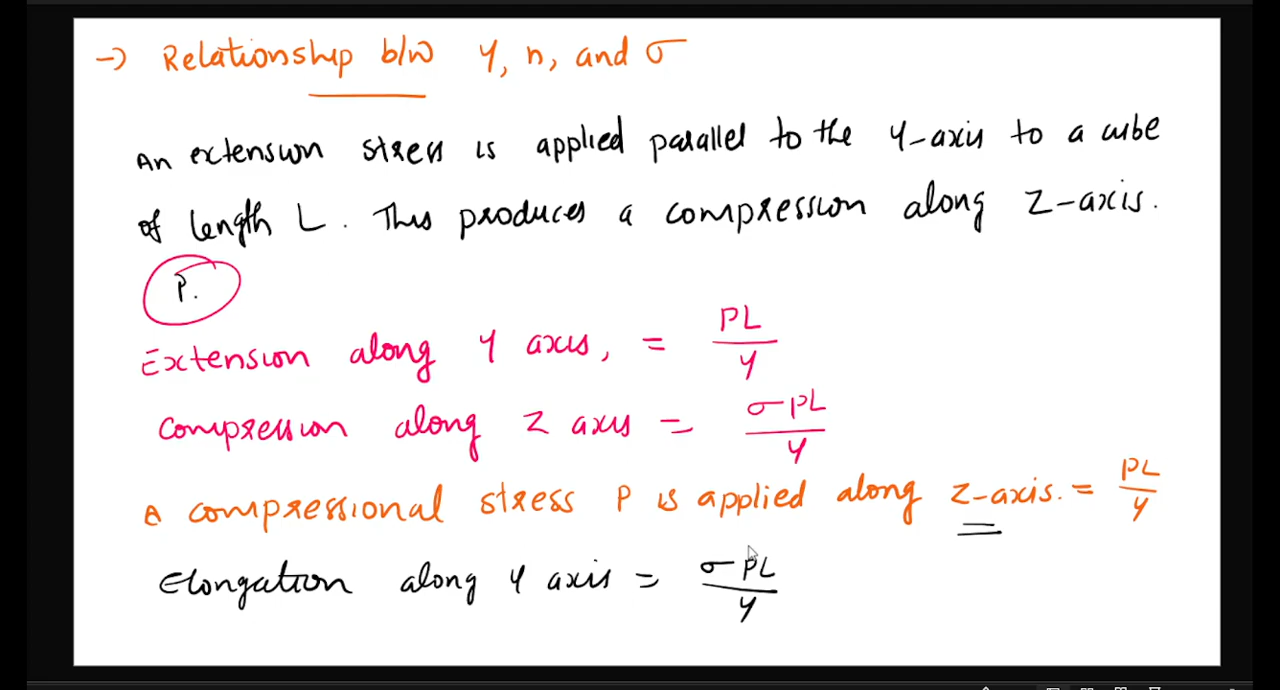 → Relationship b/w Y, n, and σ
An extension stress is applied parallel to the Y-axis to a cube
of length L. This produces a compression along Z-axis.
P.
Extension along Y axis, = PL/Y
Compression along Z axis = σPL/Y
A compressional stress P is applied along Z-axis. = PL/Y
Elongation along Y axis = σPL/Y